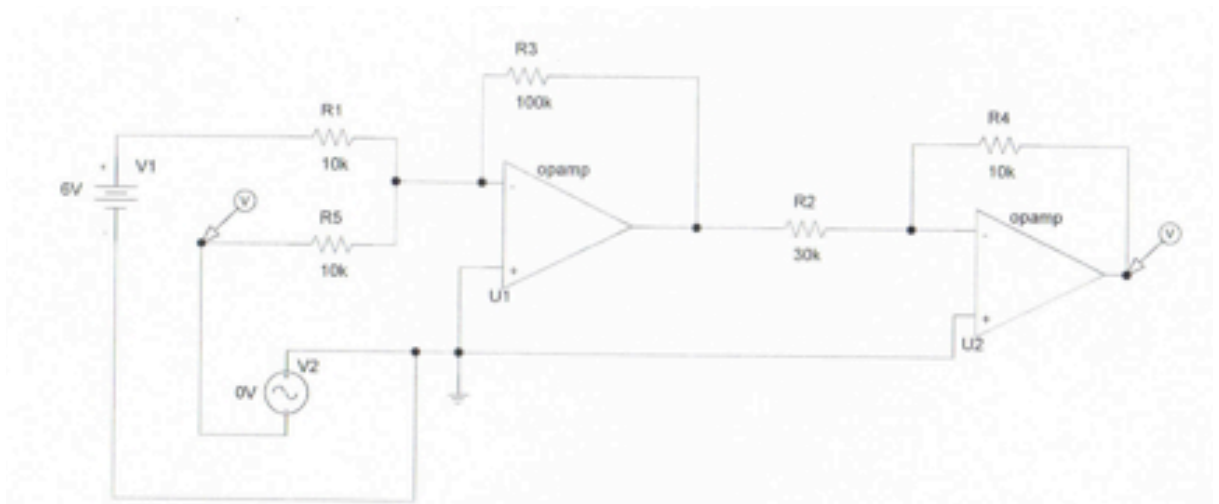 R3
100k
R1
10k
+
V1
6V
-
V
R5
10k
-
opamp
+
U1
V2
0V
R2
30k
R4
10k
-
opamp
+
U2
V